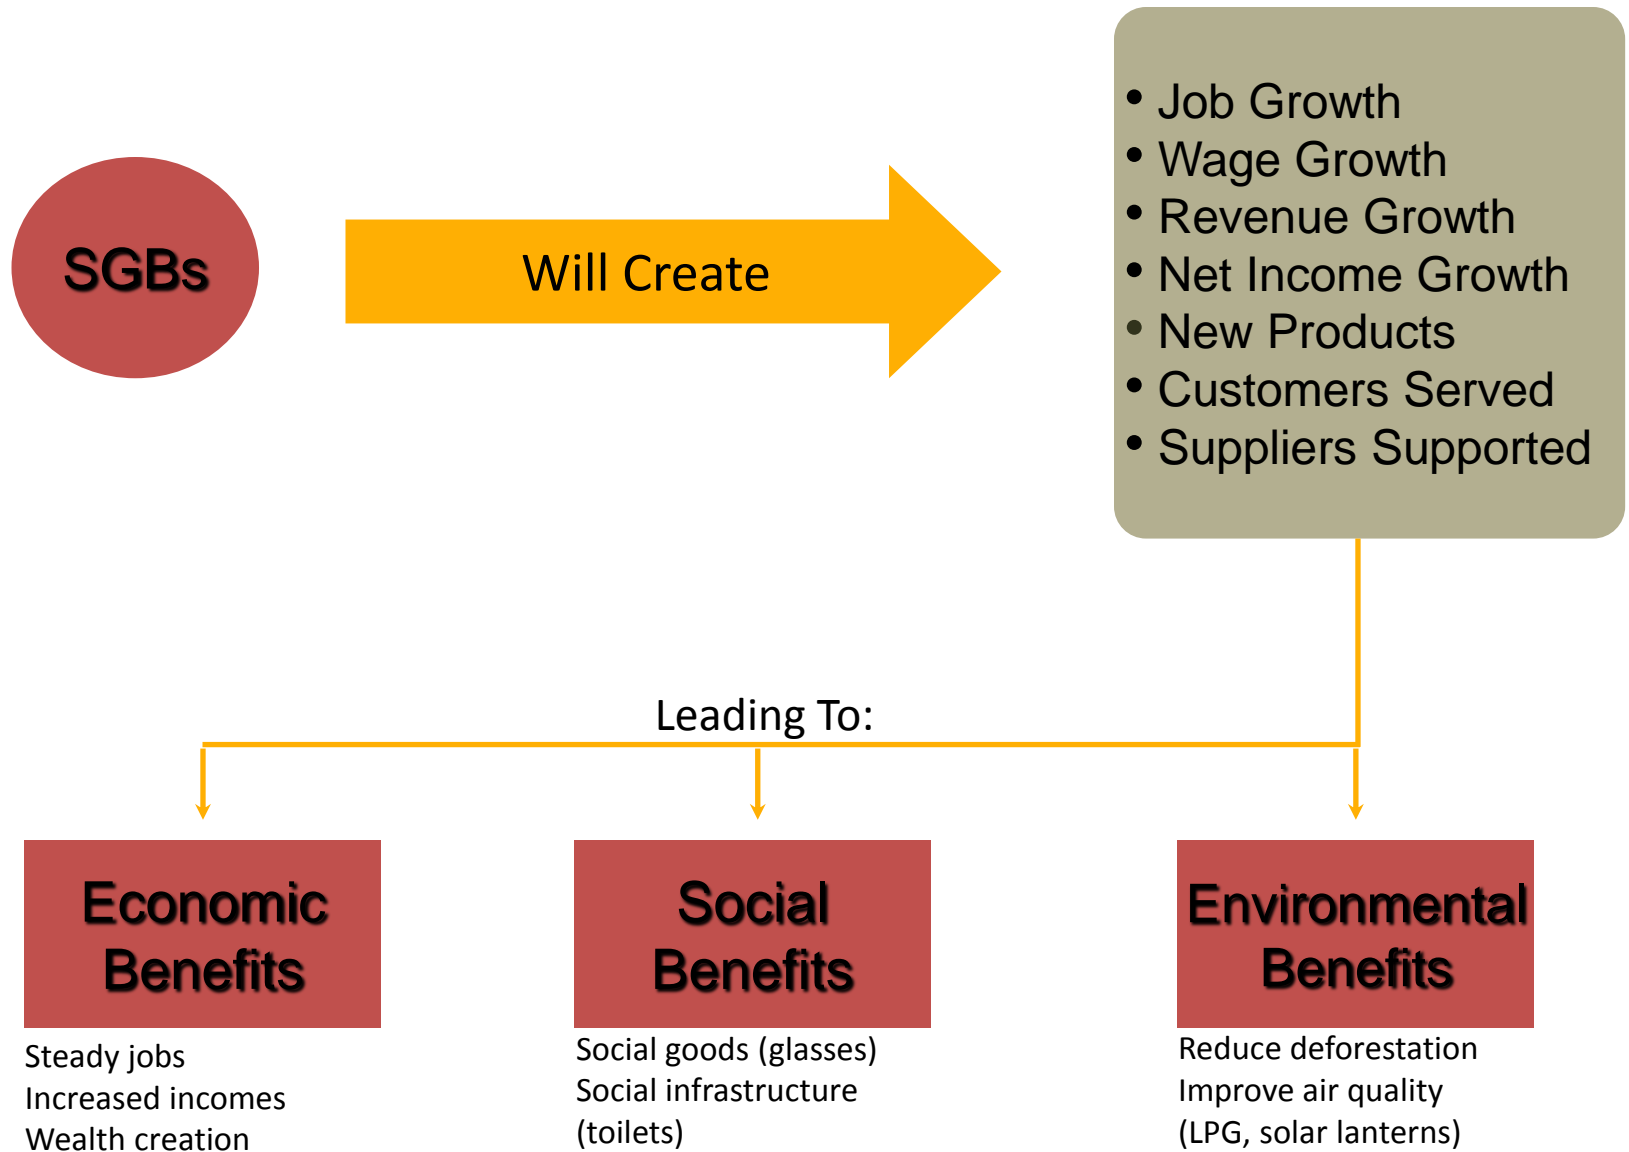 SGBs
Will Create
• Job Growth
• Wage Growth
• Revenue Growth
• Net Income Growth
• New Products
• Customers Served
• Suppliers Supported
Leading To:
Economic
Benefits
Steady jobs
Increased incomes
Wealth creation
Social
Benefits
Social goods (glasses)
Social infrastructure
(toilets)
Environmental
Benefits
Reduce deforestation
Improve air quality
(LPG, solar lanterns)